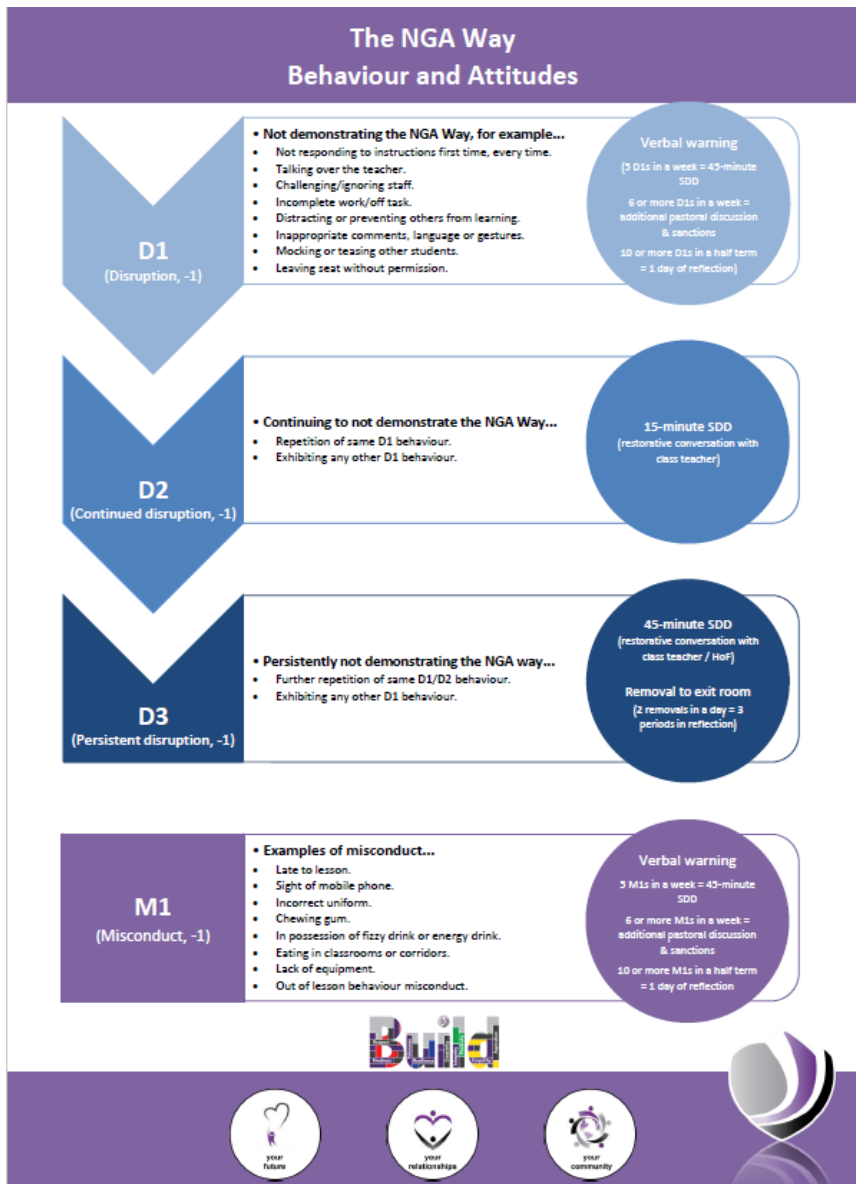 The NGA Way
Behaviour and Attitudes
D1
(Disruption, -1)
• Not demonstrating the NGA Way, for example...
• Not responding to instructions first time, every time.
• Talking over the teacher.
• Challenging/ignoring staff.
• Incomplete work/off task.
• Distracting or preventing others from learning.
• Inappropriate comments, language or gestures.
• Mocking or teasing other students.
• Leaving seat without permission.
Verbal warning
D1s in a week = 45-minute
SDD
6 or more D1s in a week =
additional pastoral discussion
& sanctions
10 or more D1s in a half term
= 1 day of reflection)
D2
(Continued disruption, -1)
• Continuing to not demonstrate the NGA Way...
• Repetition of same D1 behaviour.
• Exhibiting any other D1 behaviour.
15-minute SDD
(restorative conversation with
class teacher)
D3
(Persistent disruption, -1)
• Persistently not demonstrating the NGA way...
• Further repetition of same D1/D2 behaviour.
• Exhibiting any other D1 behaviour.
45-minute SDD
(restorative conversation with
class teacher / HoF)
Removal to exit room
(2 removals in a day = 3
periods in reflection)
M1
(Misconduct, -1)
• Examples of misconduct...
• Late to lesson.
• Sight of mobile phone.
• Incorrect uniform.
• Chewing gum.
• In possession of fizzy drink or energy drink.
• Eating in classrooms or corridors.
• Lack of equipment.
• Out of lesson behaviour misconduct.
Verbal warning
M1s in a week = 45-minute
SDD
6 or more M1s in a week =
additional pastoral discussion
& sanctions
10 or more M1s in a half term
= 1 day of reflection
Build
your
future
your
relationships
your
community